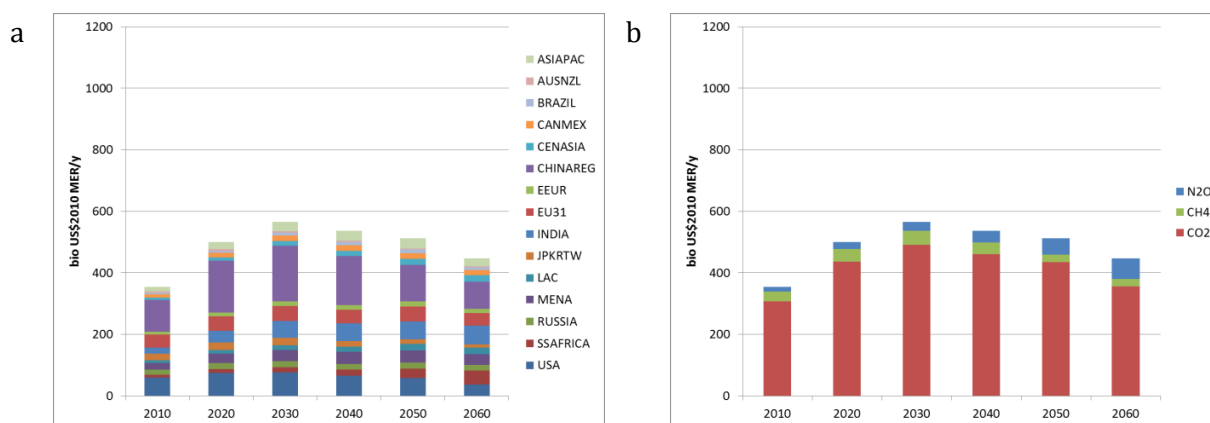 a
bio US$2010 MER/y
1200
1000
800
600
400
200
0
2010 2020 2030 2040 2050 2060
ASIAPAC
AUSNZL
BRAZIL
CANMEX
CENASIA
CHINAREG
EEUR
EU31
INDIA
JPKRTW
LAC
MENA
RUSSIA
SSAFRICA
USA
b
bio US$2010 MER/y
1200
1000
800
600
400
200
0
2010 2020 2030 2040 2050 2060
N2O
CH4
CO2